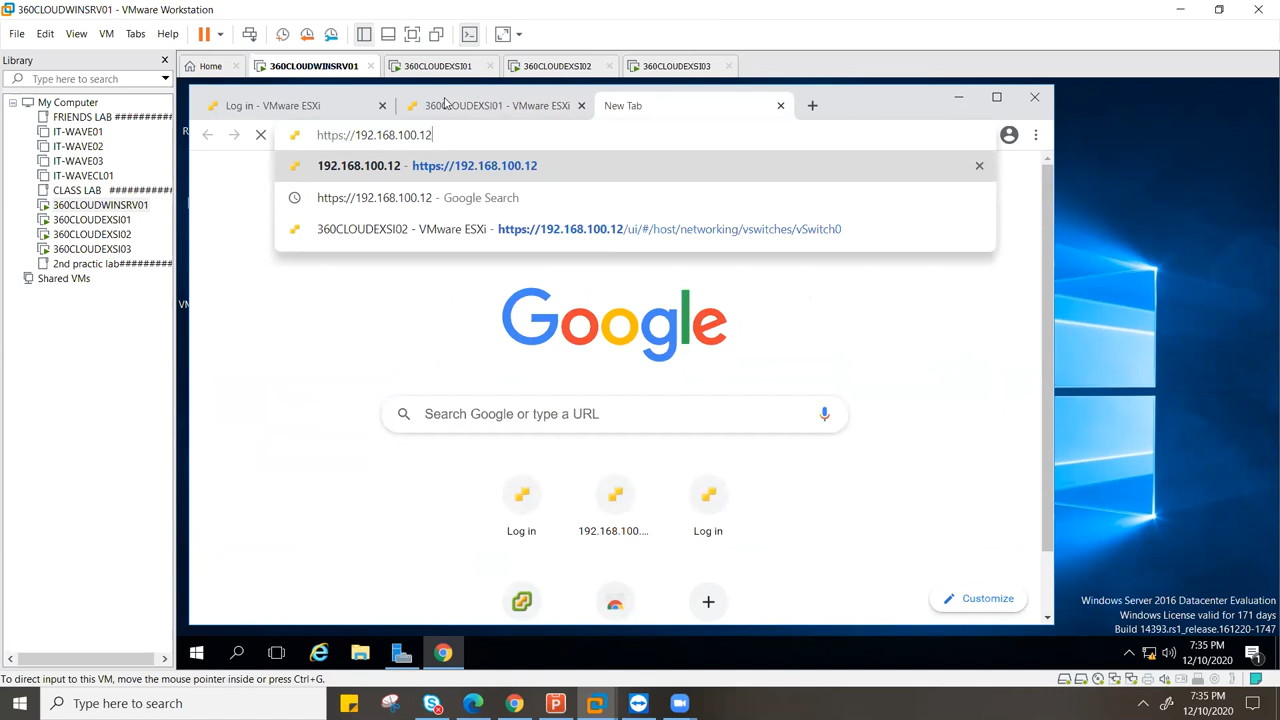 360CLOUDWINSRV01 - VMware Workstation
File Edit View VM Tabs Help
Library
Type here to search
My Computer
FRIENDS LAB ########
IT-WAVE01
IT-WAVE02
IT-WAVE03
IT-WAVECL01
CLASS LAB ########
360CLOUDWINSRV01
360CLOUDEXSI01
360CLOUDEXSI02
360CLOUDEXSI03
2nd practic lab########
Shared VMs
Home
360CLOUDWINSRV01
360CLOUDEXSI01
360CLOUDEXSI02
360CLOUDEXSI03
Log in - VMware ESXi
360CLOUDEXSI01 - VMware ESXi
New Tab
https://192.168.100.12
192.168.100.12 - https://192.168.100.12
https://192.168.100.12 - Google Search
360CLOUDEXSI02 - VMware ESXi - https://192.168.100.12/ui/#/host/networking/vswitches/vSwitch0
Google
Search Google or type a URL
Log in
192.168.100....
Log in
Customize
Windows Server 2016 Datacenter Evaluation
Windows License valid for 171 days
Build 14393.rs1_release.161220-1747
7:35 PM
12/10/2020
1
To direct input to this VM, move the mouse pointer inside or press Ctrl+G.
Type here to search
7:35 PM
12/10/2020